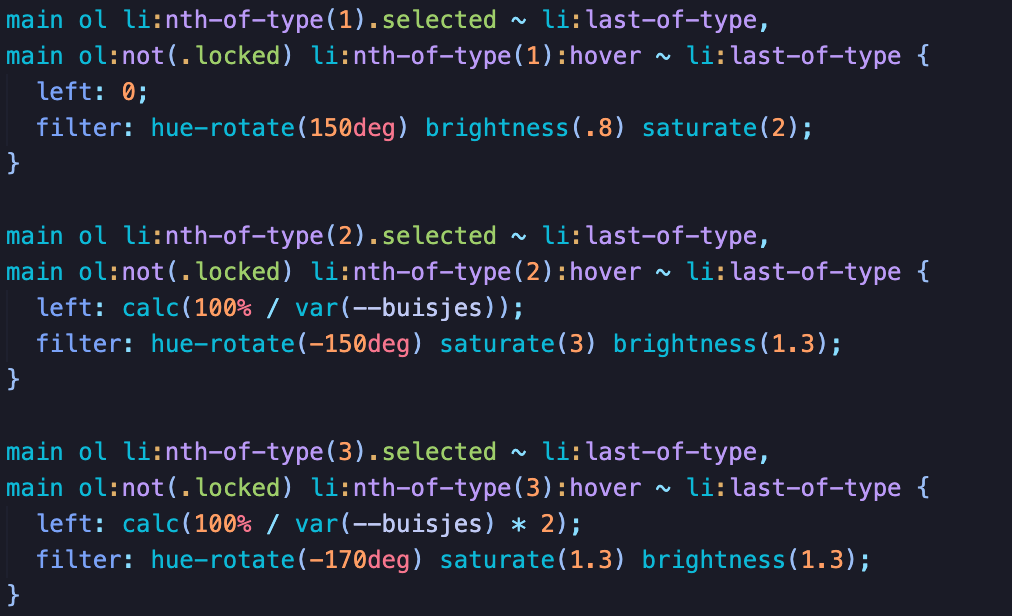 main ol li:nth-of-type(1).selected ~ li:last-of-type,
main ol:not(.locked) li:nth-of-type(1):hover ~ li:last-of-type {
  left: 0;
  filter: hue-rotate(150deg) brightness(.8) saturate(2);
}

main ol li:nth-of-type(2).selected ~ li:last-of-type,
main ol:not(.locked) li:nth-of-type(2):hover ~ li:last-of-type {
  left: calc(100% / var(--buisjes));
  filter: hue-rotate(-150deg) saturate(3) brightness(1.3);
}

main ol li:nth-of-type(3).selected ~ li:last-of-type,
main ol:not(.locked) li:nth-of-type(3):hover ~ li:last-of-type {
  left: calc(100% / var(--buisjes) * 2);
  filter: hue-rotate(-170deg) saturate(1.3) brightness(1.3);
}